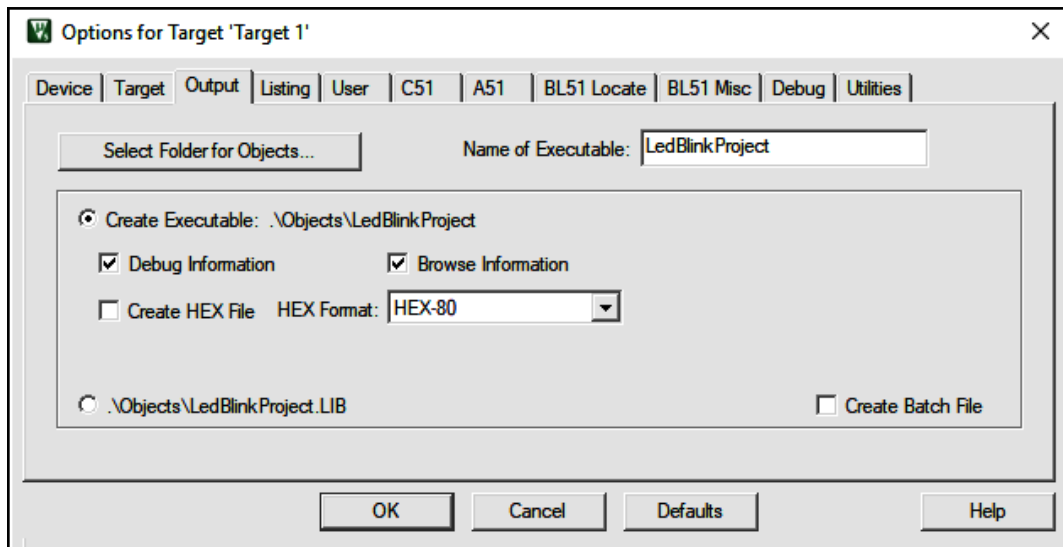 Options for Target 'Target 1'
Device Target Output Listing User C51 A51 BL51 Locate BL51 Misc Debug Utilities
Select Folder for Objects... Name of Executable: LedBlinkProject
Create Executable: .\Objects\LedBlinkProject
Debug Information Browse Information
Create HEX File HEX Format: HEX-80
.\Objects\LedBlinkProject.LIB Create Batch File
OK Cancel Defaults Help